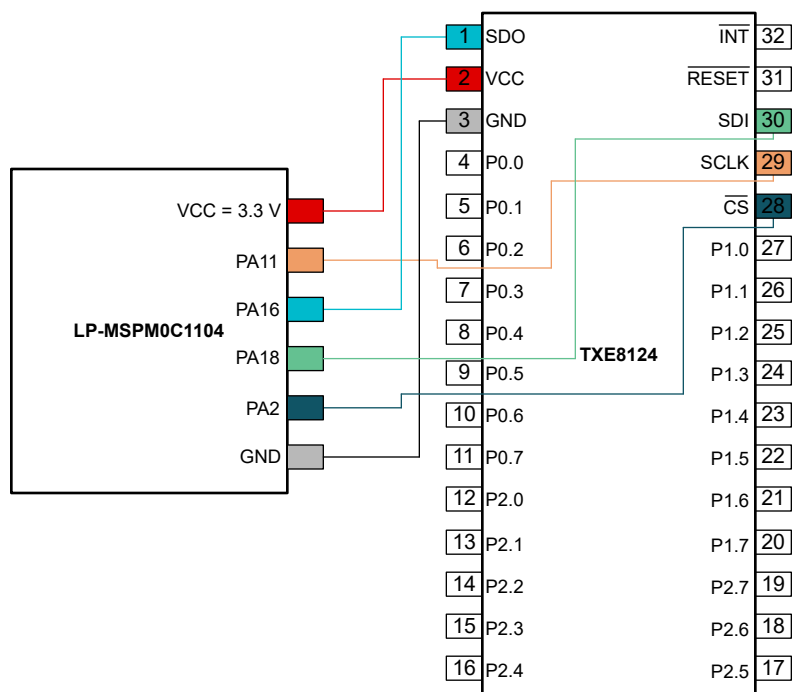 VCC = 3.3 V
PA11
PA16
LP-MSPM0C1104
PA18
PA2
GND
1 SDO
2 VCC
3 GND
4 P0.0
5 P0.1
6 P0.2
7 P0.3
8 P0.4
9 P0.5
10 P0.6
11 P0.7
12 P2.0
13 P2.1
14 P2.2
15 P2.3
16 P2.4
TXE8124
INT 32
RESET 31
SDI 30
SCLK 29
CS 28
P1.0 27
P1.1 26
P1.2 25
P1.3 24
P1.4 23
P1.5 22
P1.6 21
P1.7 20
P2.7 19
P2.6 18
P2.5 17